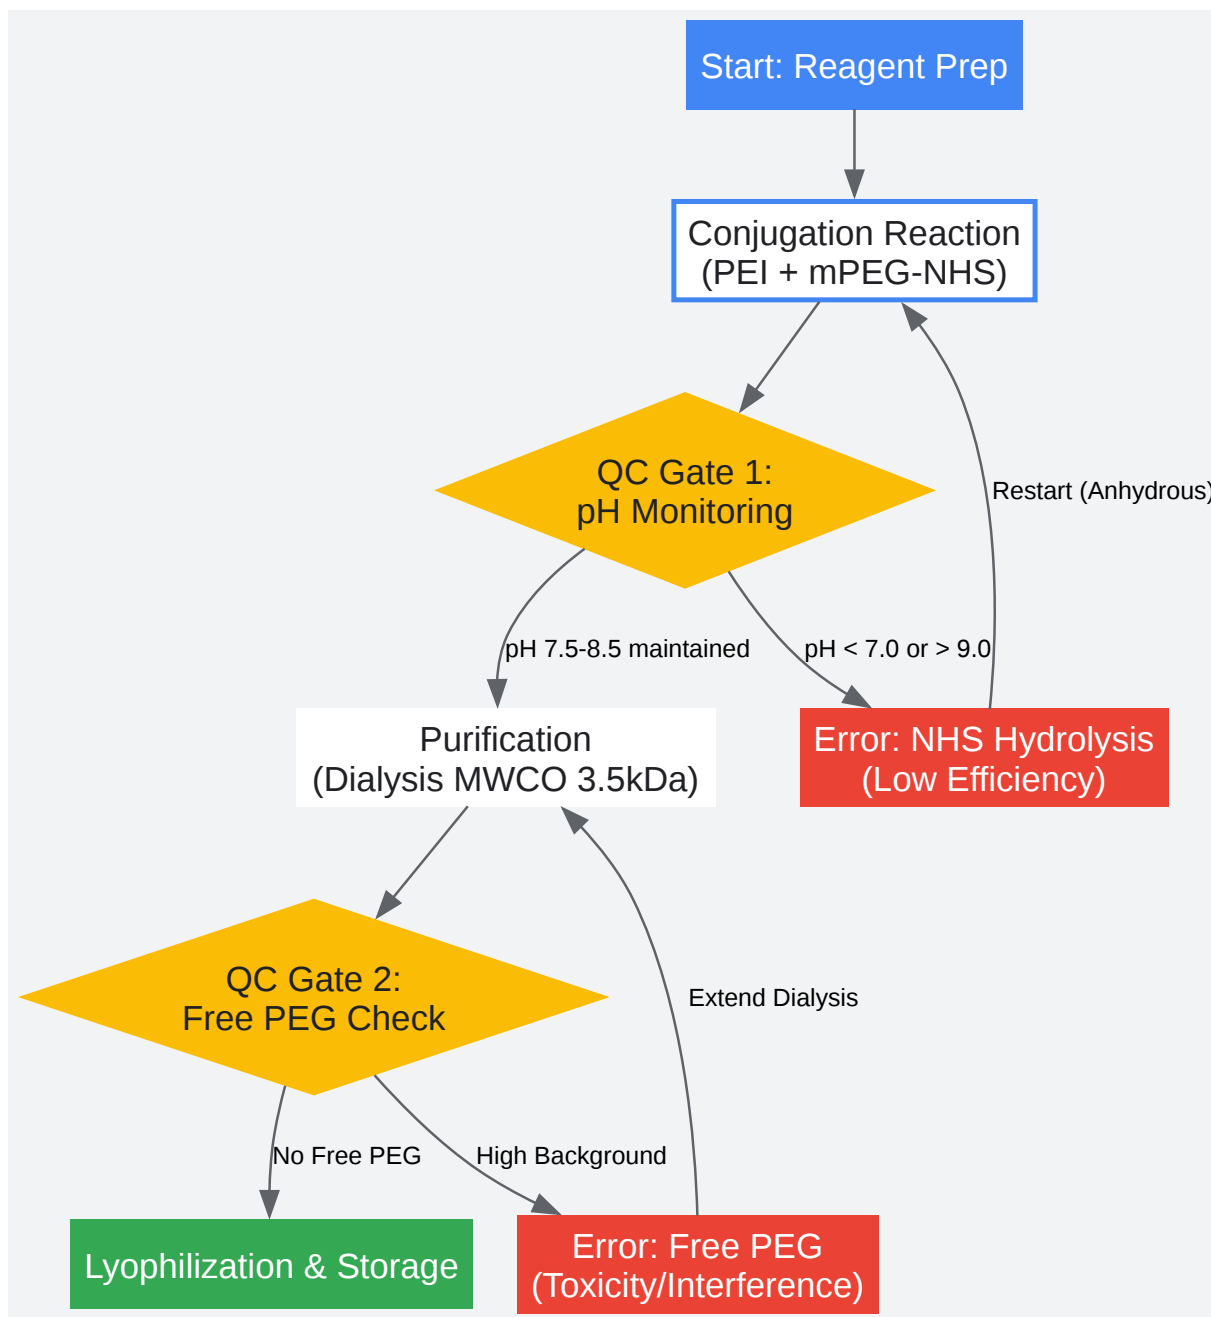 Start: Reagent Prep
Conjugation Reaction
(PEI + mPEG-NHS)
QC Gate 1:
pH Monitoring
Restart (Anhydrous)
pH 7.5-8.5 maintained
pH < 7.0 or > 9.0
Purification
(Dialysis MWCO 3.5kDa)
Error: NHS Hydrolysis
(Low Efficiency)
QC Gate 2:
Free PEG Check
Extend Dialysis
No Free PEG
High Background
Lyophilization & Storage
Error: Free PEG
(Toxicity/Interference)